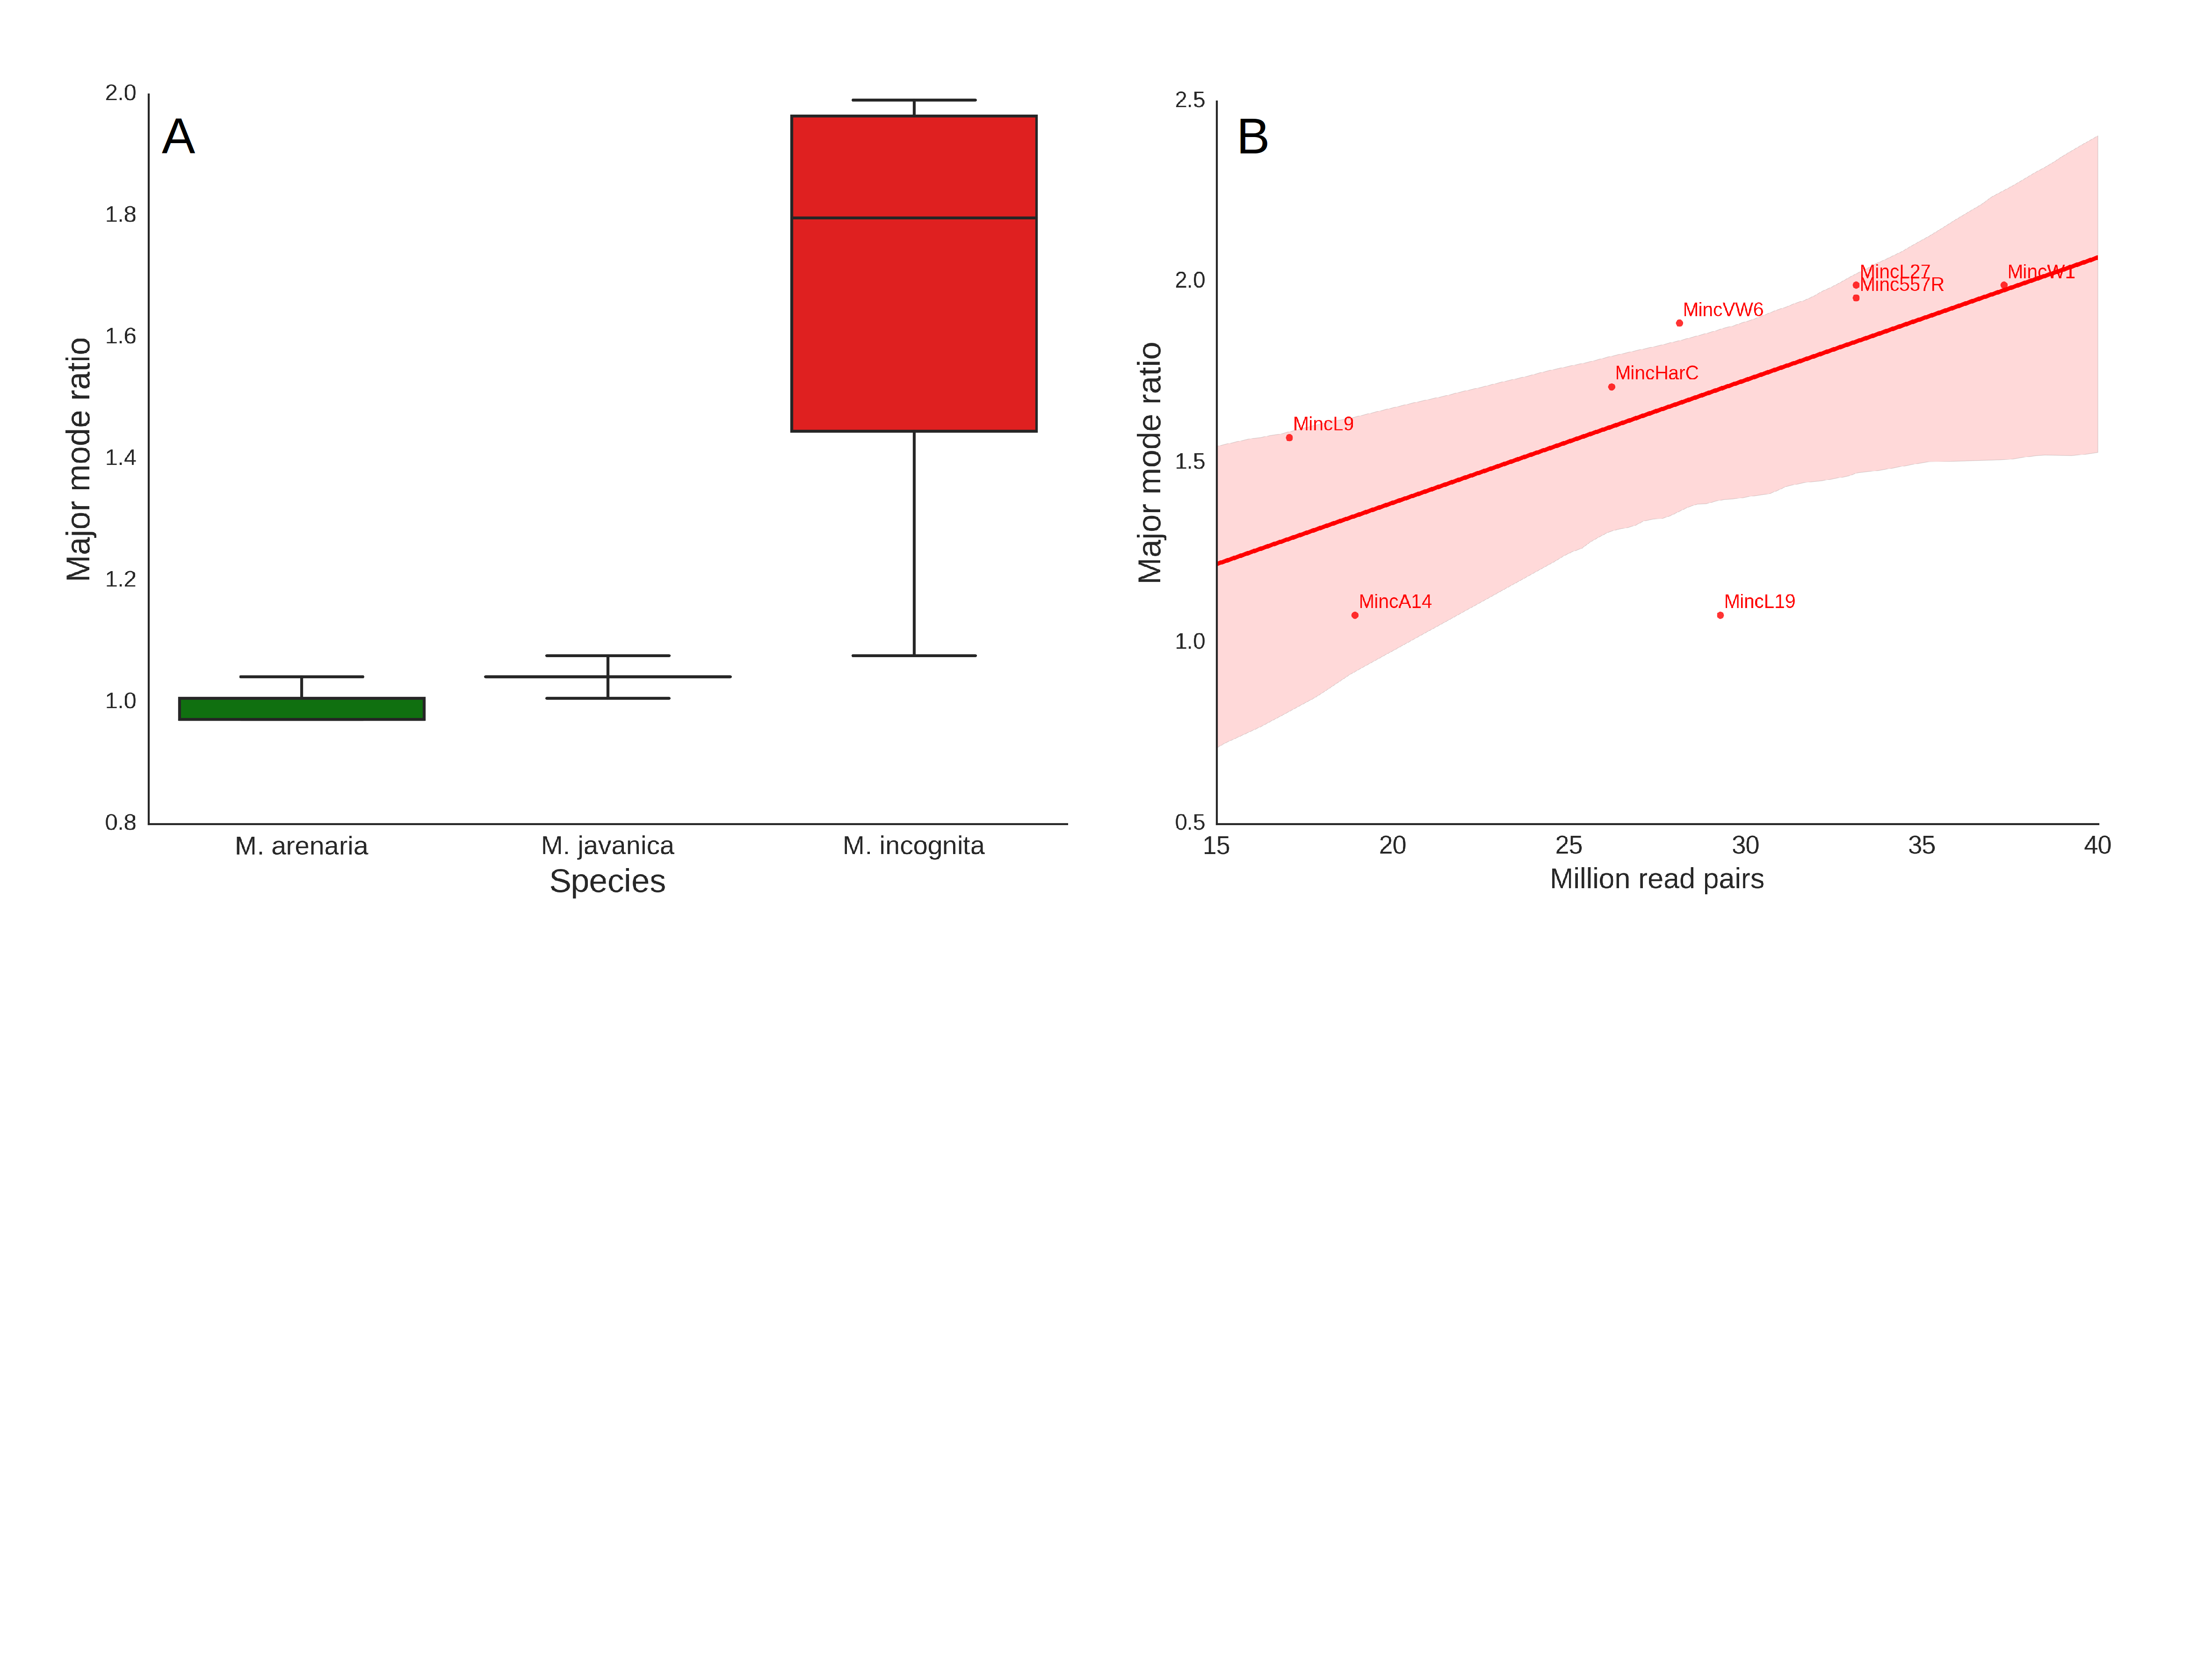 A
2.0
1.8
1.6
1.4
1.2
1.0
0.8
Major mode ratio
M. arenaria
M. javanica
M. incognita
Species
B
2.5
2.0
1.5
1.0
0.5
Major mode ratio
MincL27
Minc557R
MincW1
MincVW6
MincHarC
MincL9
MincA14
MincL19
15
20
25
30
35
40
Million read pairs